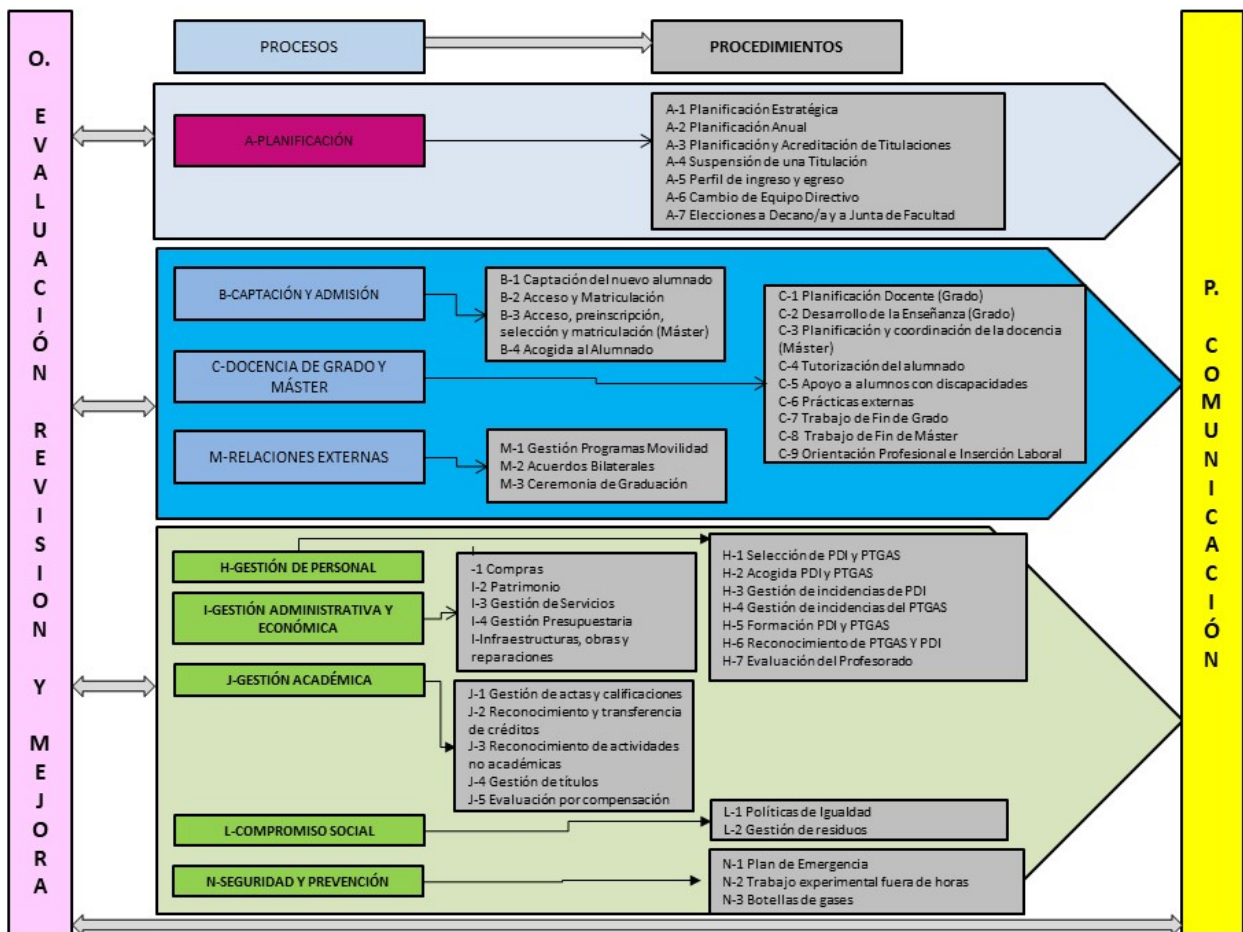 O. EVALUACIÓN REVISION Y MEJORA
PROCESOS
PROCEDIMIENTOS
A-PLANIFICACIÓN
A-1 Planificación Estratégica
A-2 Planificación Anual
A-3 Planificación y Acreditación de Titulaciones
A-4 Suspensión de una Titulación
A-5 Perfil de ingreso y egreso
A-6 Cambio de Equipo Directivo
A-7 Elecciones a Decano/a y a Junta de Facultad
B-CAPTACIÓN Y ADMISIÓN
B-1 Captación del nuevo alumnado
B-2 Acceso y Matriculación
B-3 Acceso, preinscripción,
selección y matriculación (Máster)
B-4 Acogida al Alumnado
C-DOCENCIA DE GRADO Y
MÁSTER
C-1 Planificación Docente (Grado)
C-2 Desarrollo de la Enseñanza (Grado)
C-3 Planificación y coordinación de la docencia
(Máster)
C-4 Tutorización del alumnado
C-5 Apoyo a alumnos con discapacidades
C-6 Prácticas externas
C-7 Trabajo de Fin de Grado
C-8 Trabajo de Fin de Máster
C-9 Orientación Profesional e Inserción Laboral
M-RELACIONES EXTERNAS
M-1 Gestión Programas Movilidad
M-2 Acuerdos Bilaterales
M-3 Ceremonia de Graduación
H-GESTIÓN DE PERSONAL
H-1 Selección de PDI y PTGAS
H-2 Acogida PDI y PTGAS
H-3 Gestión de incidencias de PDI
H-4 Gestión de incidencias del PTGAS
H-5 Formación PDI y PTGAS
H-6 Reconocimiento de PTGAS Y PDI
H-7 Evaluación del Profesorado
I-GESTIÓN ADMINISTRATIVA Y
ECONÓMICA
-1 Compras
I-2 Patrimonio
I-3 Gestión de Servicios
I-4 Gestión Presupuestaria
I-Infraestructuras, obras y
reparaciones
J-GESTIÓN ACADÉMICA
J-1 Gestión de actas y calificaciones
J-2 Reconocimiento y transferencia
de créditos
J-3 Reconocimiento de actividades
no académicas
J-4 Gestión de títulos
J-5 Evaluación por compensación
L-COMPROMISO SOCIAL
L-1 Políticas de Igualdad
L-2 Gestión de residuos
N-SEGURIDAD Y PREVENCIÓN
N-1 Plan de Emergencia
N-2 Trabajo experimental fuera de horas
N-3 Botellas de gases
P. COMUNICACIÓN